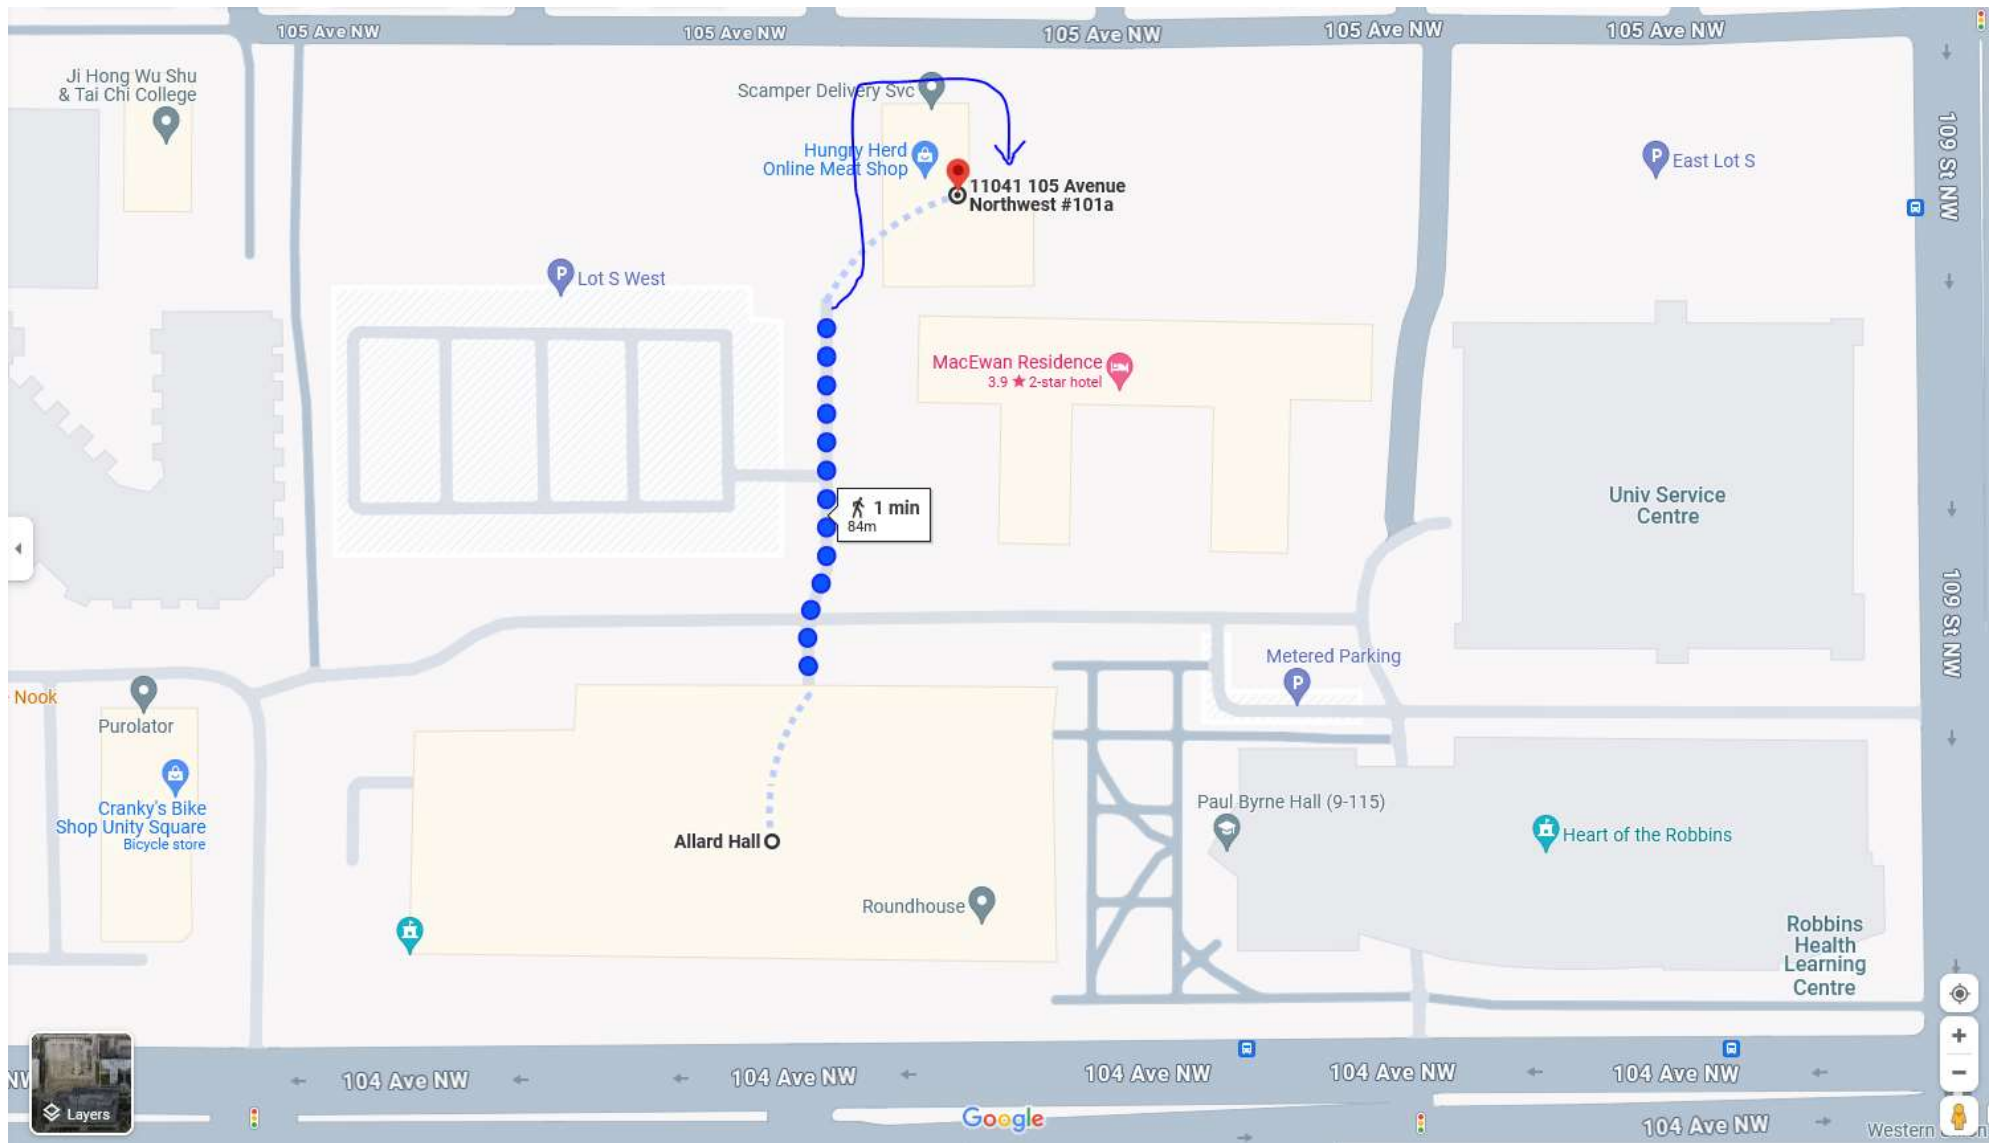 105 Ave NW
105 Ave NW
105 Ave NW
105 Ave NW
105 Ave NW
Ji Hong Wu Shu
& Tai Chi College
Scamper Delivery Svc
Hungry Herd
Online Meat Shop
11041 105 Avenue
Northwest #101a
P
East Lot S
109 St NW
P
Lot S West
MacEwan Residence
3.9 ★ 2-star hotel
1 min
84m
Univ Service
Centre
109 St NW
Metered Parking
P
Nook
Purolator
Cranky's Bike
Shop Unity Square
Bicycle store
Allard Hall
Roundhouse
Paul Byrne Hall (9-115)
Heart of the Robbins
Robbins
Health
Learning
Centre
Layers
104 Ave NW
104 Ave NW
104 Ave NW
104 Ave NW
104 Ave NW
Google
104 Ave NW
Western